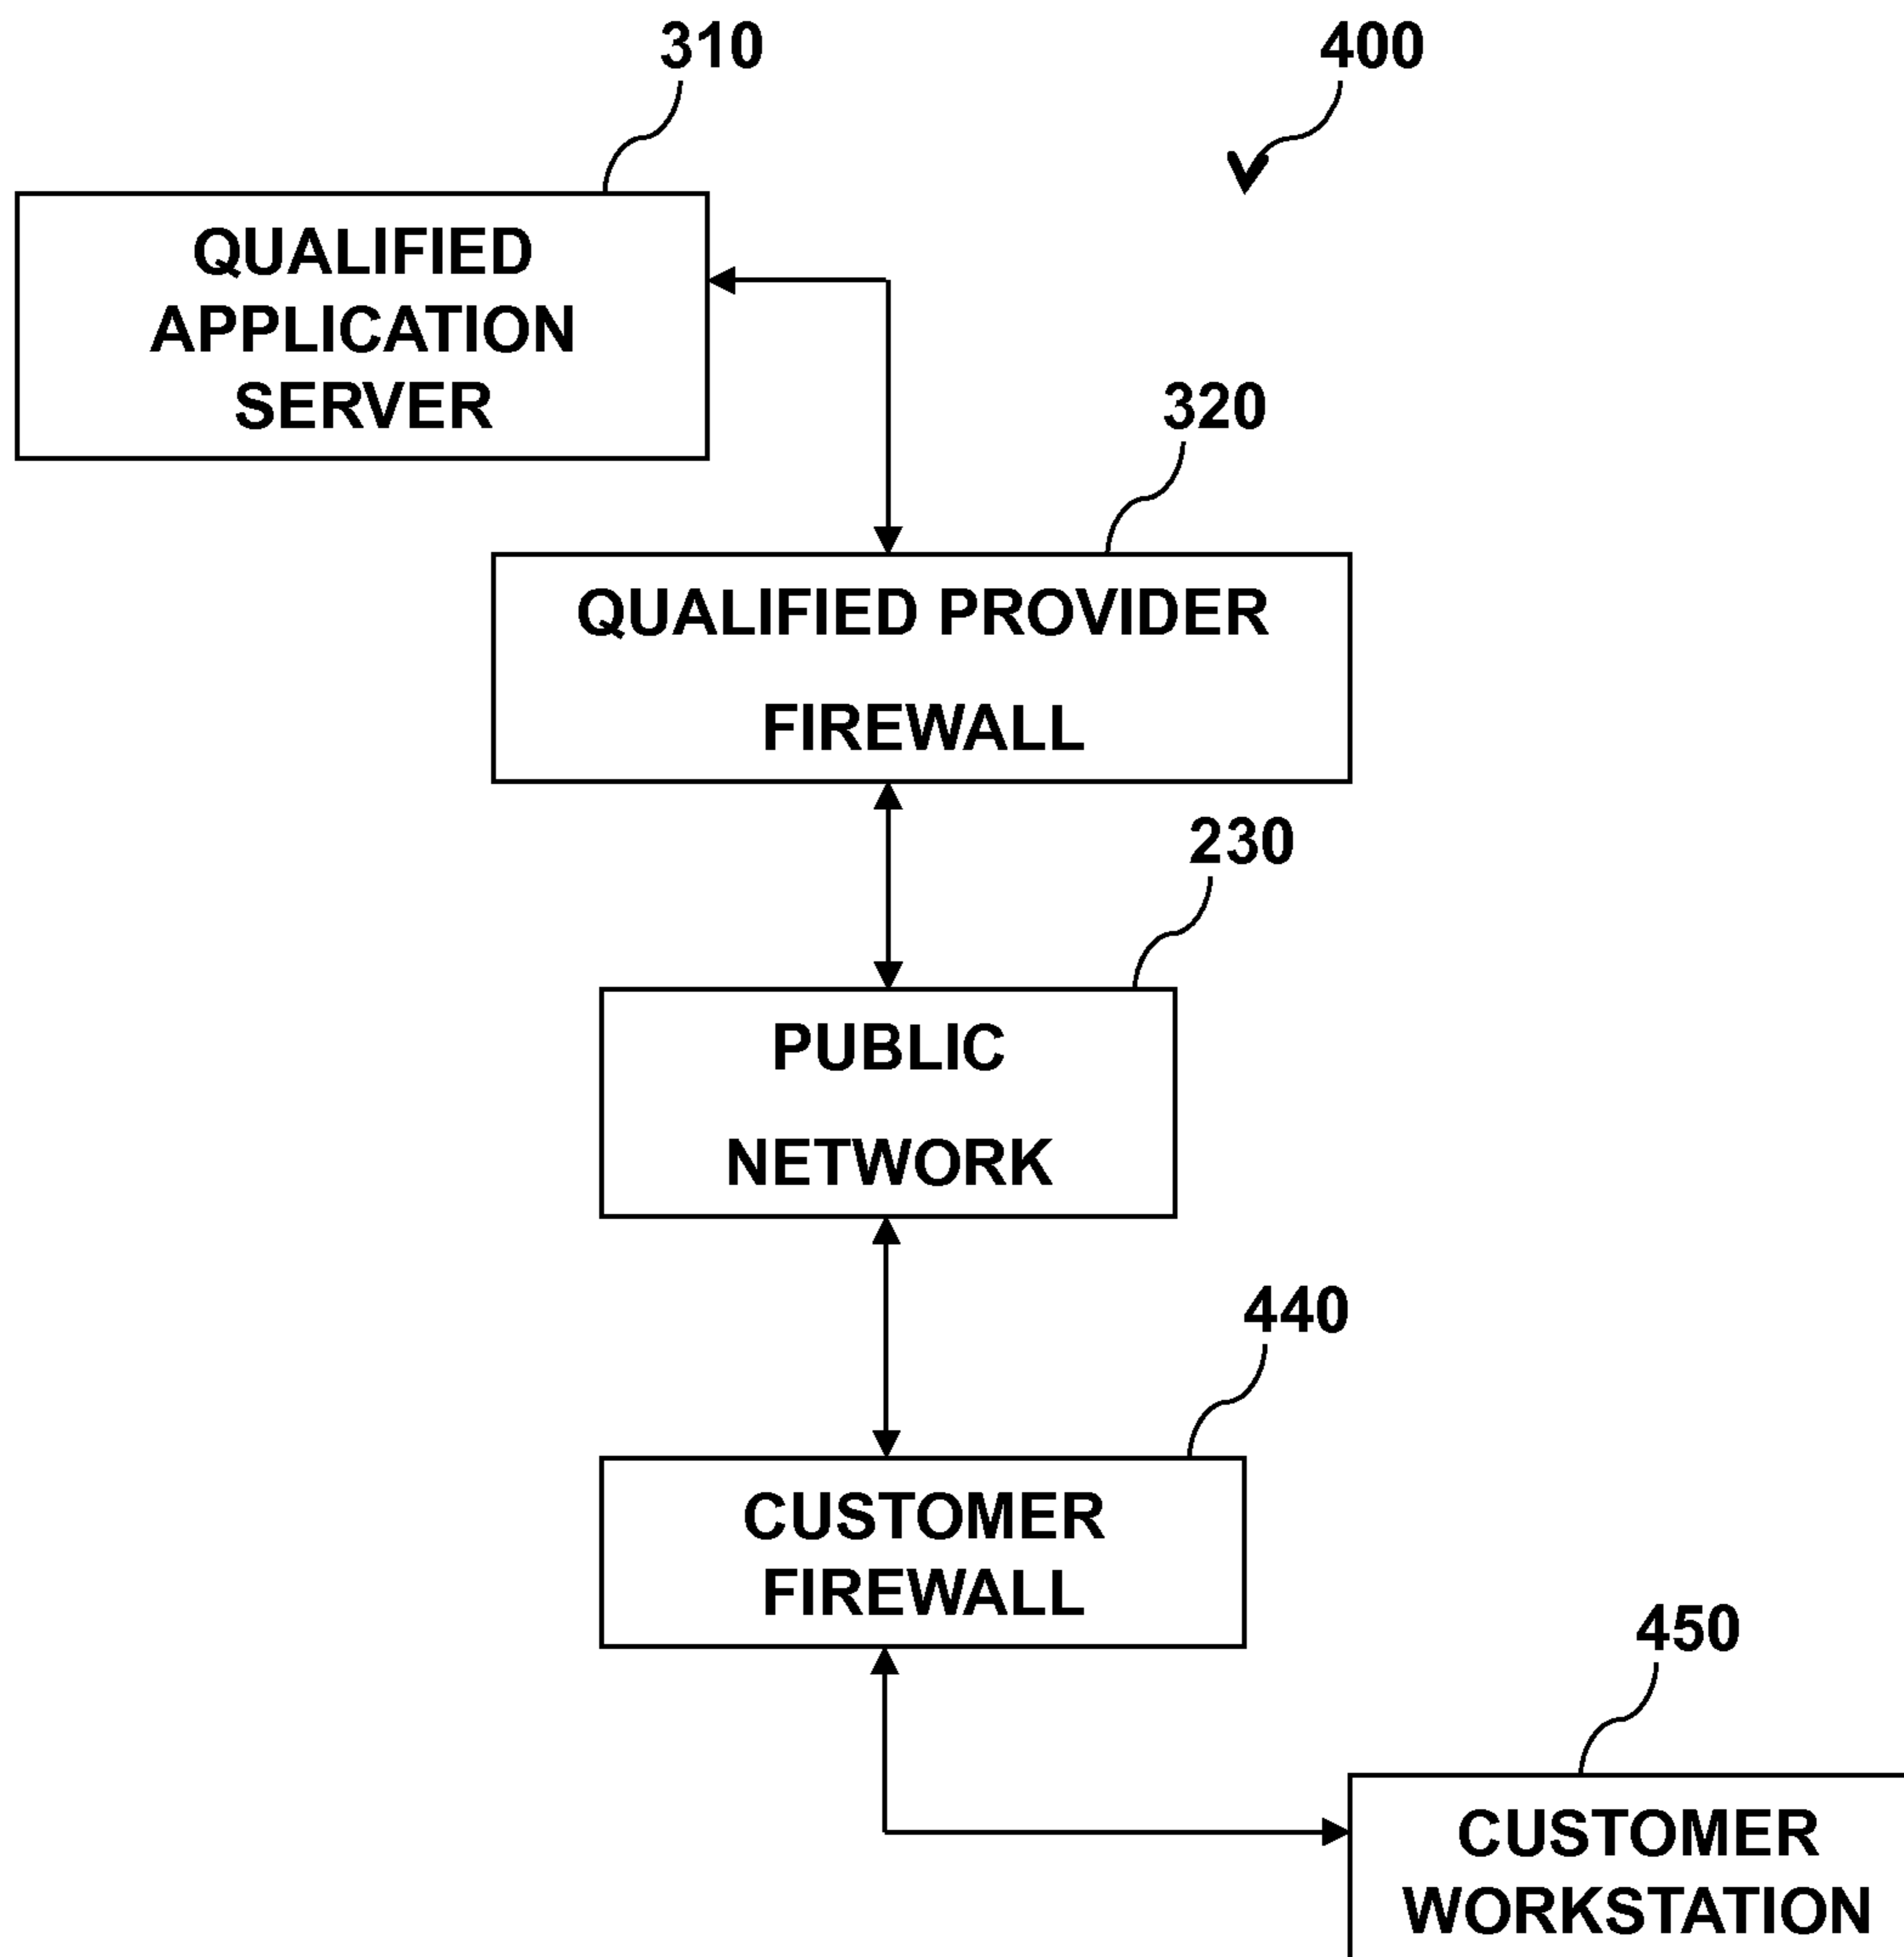 310
400
QUALIFIED
APPLICATION
SERVER
320
QUALIFIED PROVIDER
FIREWALL
230
PUBLIC
NETWORK
440
CUSTOMER
FIREWALL
450
CUSTOMER
WORKSTATION